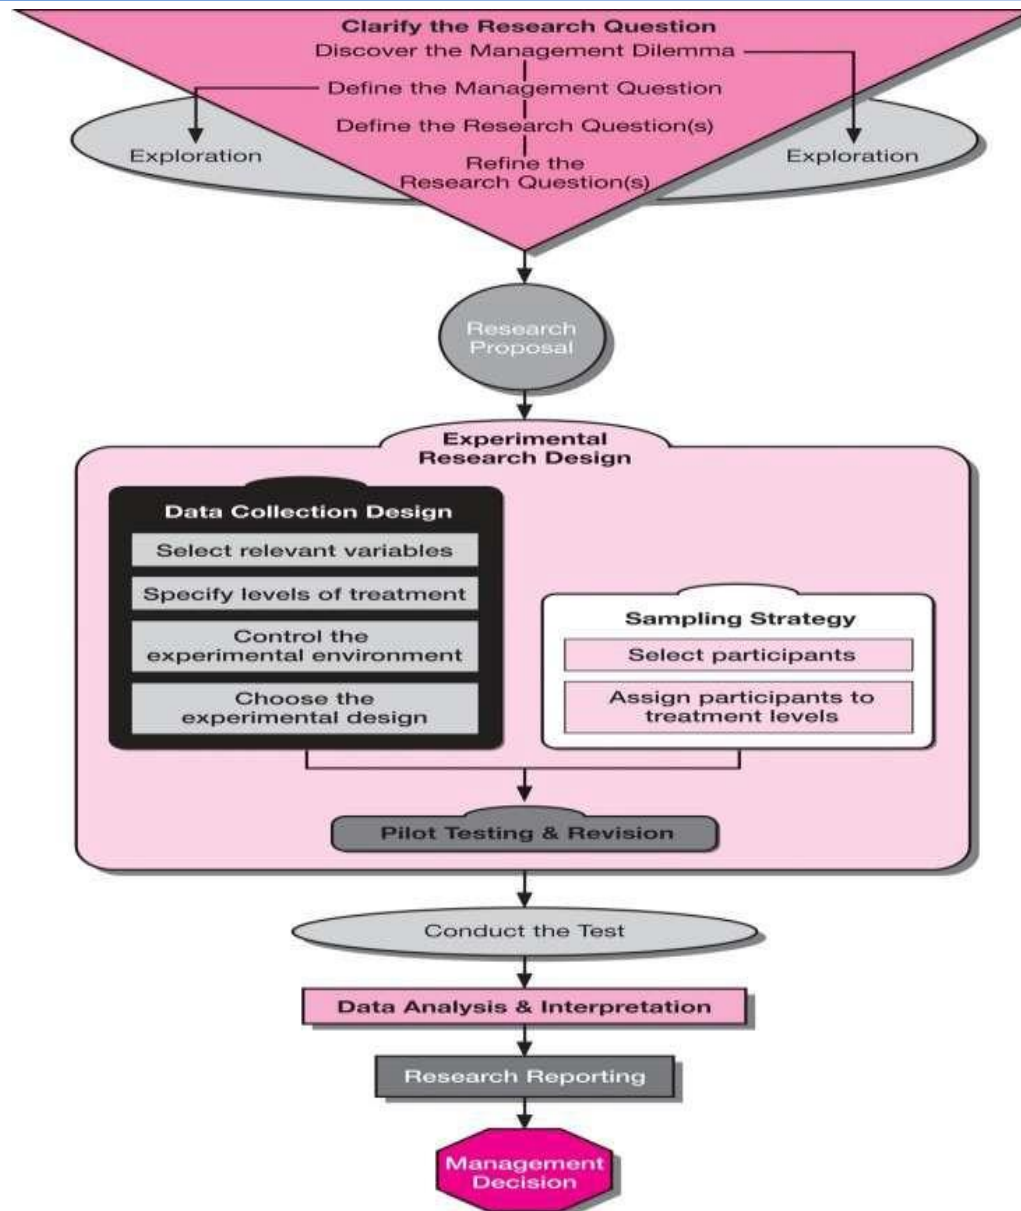 Clarify the Research Question
Discover the Management Dilemma
Define the Management Question
Define the Research Question(s)
Exploration
Exploration
Refine the
Research Question(s)
Research
Proposal
Experimental
Research Design
Data Collection Design
Select relevant variables
Specify levels of treatment
Control the
experimental environment
Choose the
experimental design
Sampling Strategy
Select participants
Assign participants to
treatment levels
Pilot Testing & Revision
Conduct the Test
Data Analysis & Interpretation
Research Reporting
Management
Decision